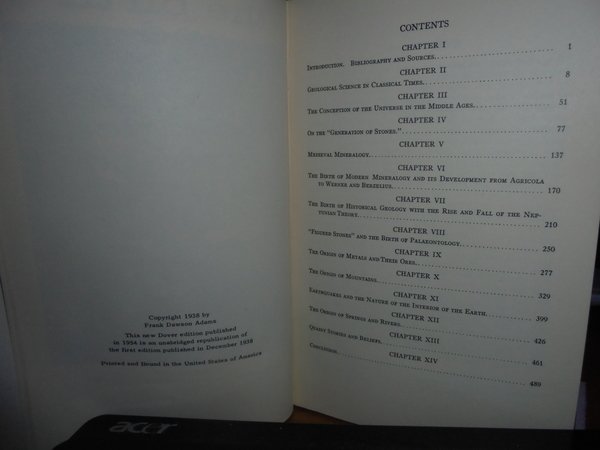 Copyright 1938 by
Frank Dawson Adams
This new Dover edition published
in 1954 is an unabridged republication of
the first edition published in December 1938
Printed and Bound in the United States of America
CONTENTS
CHAPTER I
Introduction. Bibliography and Sources. 1
CHAPTER II
Geological Science in Classical Times. 8
CHAPTER III
The Conception of the Universe in the Middle Ages. 51
CHAPTER IV
On the "Generation of Stones." 77
CHAPTER V
Medieval Mineralogy. 137
CHAPTER VI
The Birth of Modern Mineralogy and its Development from Agricola
to Werner and Berzelius. 170
CHAPTER VII
The Birth of Historical Geology with the Rise and Fall of the Nep-
tunian Theory. 210
CHAPTER VIII
"Figured Stones" and the Birth of Palaeontology. 250
CHAPTER IX
The Origin of Metals and Their Ores. 277
CHAPTER X
The Origin of Mountains. 329
CHAPTER XI
Earthquakes and the Nature of the Interior of the Earth. 399
CHAPTER XII
The Origin of Springs and Rivers. 426
CHAPTER XIII
Quaint Stories and Beliefs. 461
CHAPTER XIV
Conclusion. 489
acer